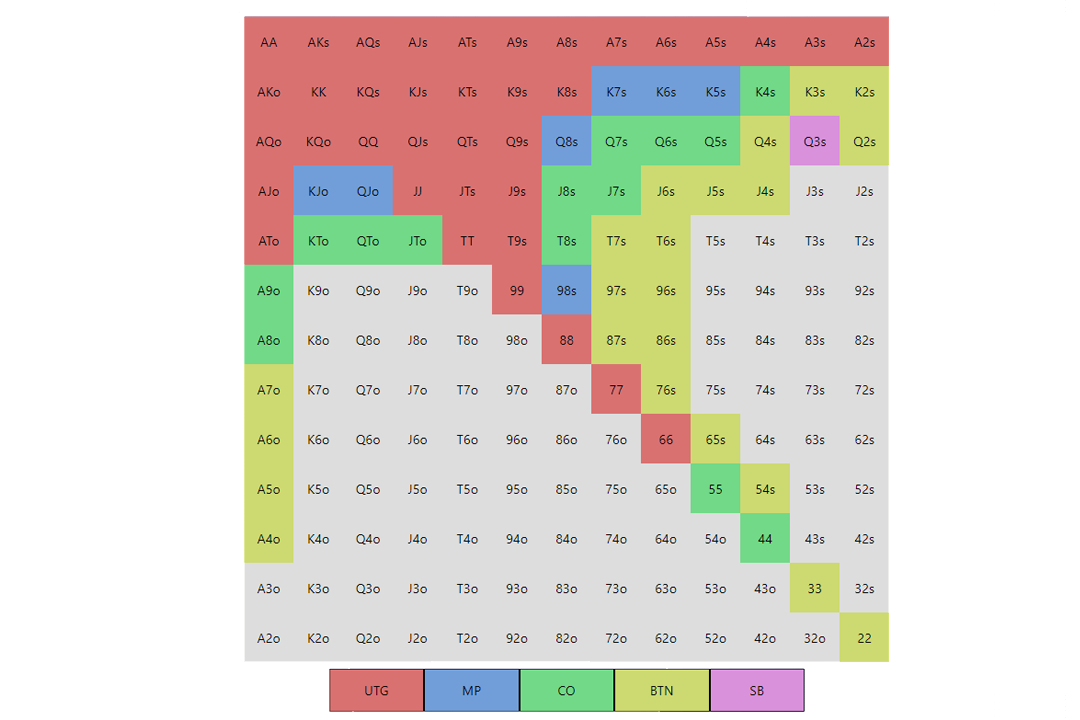 AA AKs AQs AJs ATs A9s A8s A7s A6s A5s A4s A3s A2s
AKo KK KQs KJs KTs K9s K8s K7s K6s K5s K4s K3s K2s
AQo KQo QQ QJs QTs Q9s Q8s Q7s Q6s Q5s Q4s Q3s Q2s
AJo KJo QJo JJ JTs J9s J8s J7s J6s J5s J4s J3s J2s
ATo KTo QTo JTo TT T9s T8s T7s T6s T5s T4s T3s T2s
A9o K9o Q9o J9o T9o 99 98s 97s 96s 95s 94s 93s 92s
A8o K8o Q8o J8o T8o 98o 88 87s 86s 85s 84s 83s 82s
A7o K7o Q7o J7o T7o 97o 87o 77 76s 75s 74s 73s 72s
A6o K6o Q6o J6o T6o 96o 86o 76o 66 65s 64s 63s 62s
A5o K5o Q5o J5o T5o 95o 85o 75o 65o 55 54s 53s 52s
A4o K4o Q4o J4o T4o 94o 84o 74o 64o 54o 44 43s 42s
A3o K3o Q3o J3o T3o 93o 83o 73o 63o 53o 43o 33 32s
A2o K2o Q2o J2o T2o 92o 82o 72o 62o 52o 42o 32o 22
UTG MP CO BTN SB